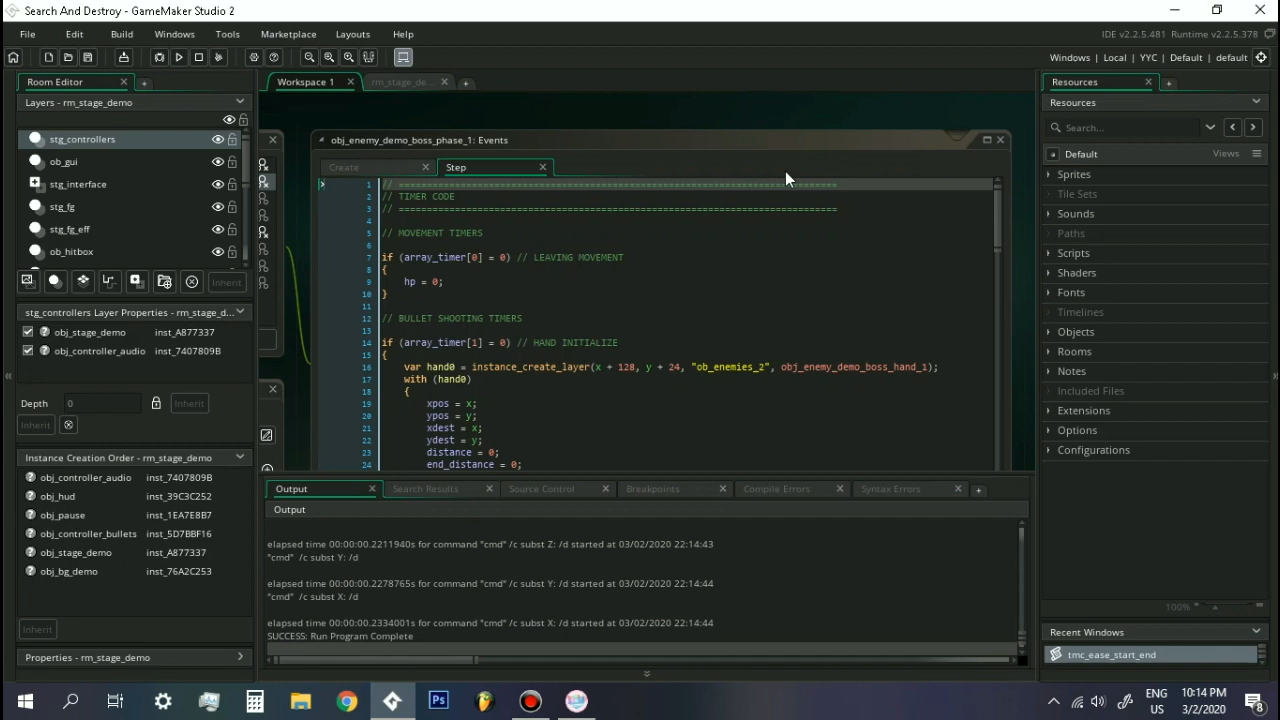 Search And Destroy - GameMaker Studio 2
File Edit Build Windows Tools Marketplace Layouts Help
IDE v2.2.5.481 Runtime v2.2.5.378
Windows | Local | YYC | Default | default
Room Editor
Layers - rm_stage_demo
stg_controllers
ob_gui
stg_interface
stg_fg
stg_fg_eff
ob_hitbox
Inherit
stg_controllers Layer Properties - rm_stage_d...
obj_stage_demo inst_A877337
obj_controller_audio inst_7407809B
Depth 0 Inherit
Inherit
Instance Creation Order - rm_stage_demo
obj_controller_audio inst_7407809B
obj_hud inst_39C3C252
obj_pause inst_1EA7E8B7
obj_controller_bullets inst_5D7BBF16
obj_stage_demo inst_A877337
obj_bg_demo inst_76A2C253
Inherit
Properties - rm_stage_demo
Workspace 1 rm_stage_de...
obj_enemy_demo_boss_phase_1: Events
Create Step
1 // ==============================================================================
2 // TIMER CODE
3 // ==============================================================================
4
5 // MOVEMENT TIMERS
6
7 if (array_timer[0] = 0) // LEAVING MOVEMENT
8 {
9 hp = 0;
10 }
11
12 // BULLET SHOOTING TIMERS
13
14 if (array_timer[1] = 0) // HAND INITIALIZE
15 {
16 var hand0 = instance_create_layer(x + 128, y + 24, "ob_enemies_2", obj_enemy_demo_boss_hand_1);
17 with (hand0)
18 {
19 xpos = x;
20 ypos = y;
21 xdest = x;
22 ydest = y;
23 distance = 0;
24 end_distance = 0;
Output Search Results Source Control Breakpoints Compile Errors Syntax Errors
Output
elapsed time 00:00:00.2211940s for command "cmd" /c subst Z: /d started at 03/02/2020 22:14:43
"cmd" /c subst Y: /d
elapsed time 00:00:00.2278765s for command "cmd" /c subst Y: /d started at 03/02/2020 22:14:44
"cmd" /c subst X: /d
elapsed time 00:00:00.2334001s for command "cmd" /c subst X: /d started at 03/02/2020 22:14:44
SUCCESS: Run Program Complete
Resources
Resources
Search...
Default Views
Sprites
Tile Sets
Sounds
Paths
Scripts
Shaders
Fonts
Timelines
Objects
Rooms
Notes
Included Files
Extensions
Options
Configurations
100%
Recent Windows
tmc_ease_start_end
Ps
ENG
US
10:14 PM
3/2/2020
8